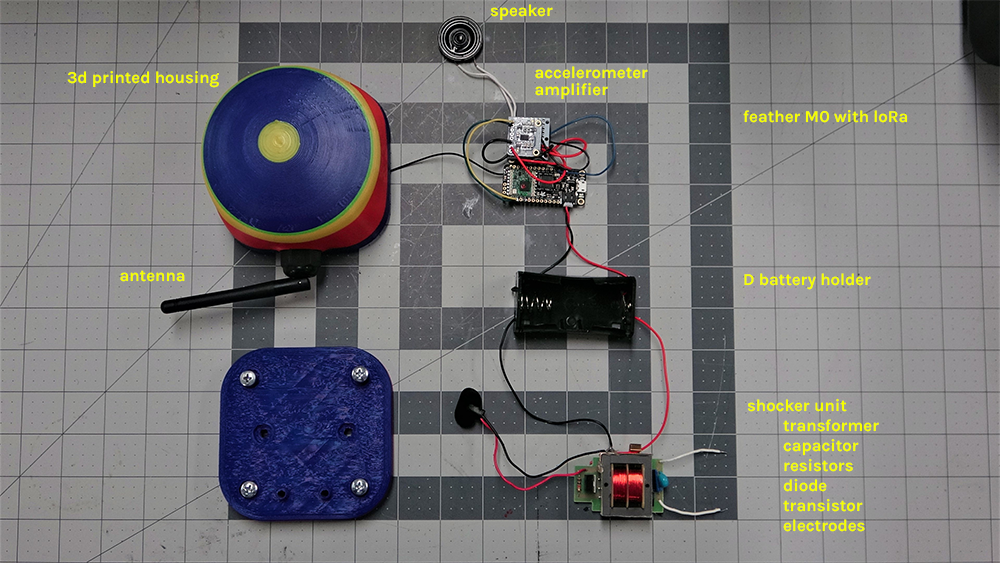 speaker
3d printed housing
accelerometer
amplifier
feather M0 with loRa
antenna
D battery holder
shocker unit
transformer
capacitor
resistors
diode
transistor
electrodes